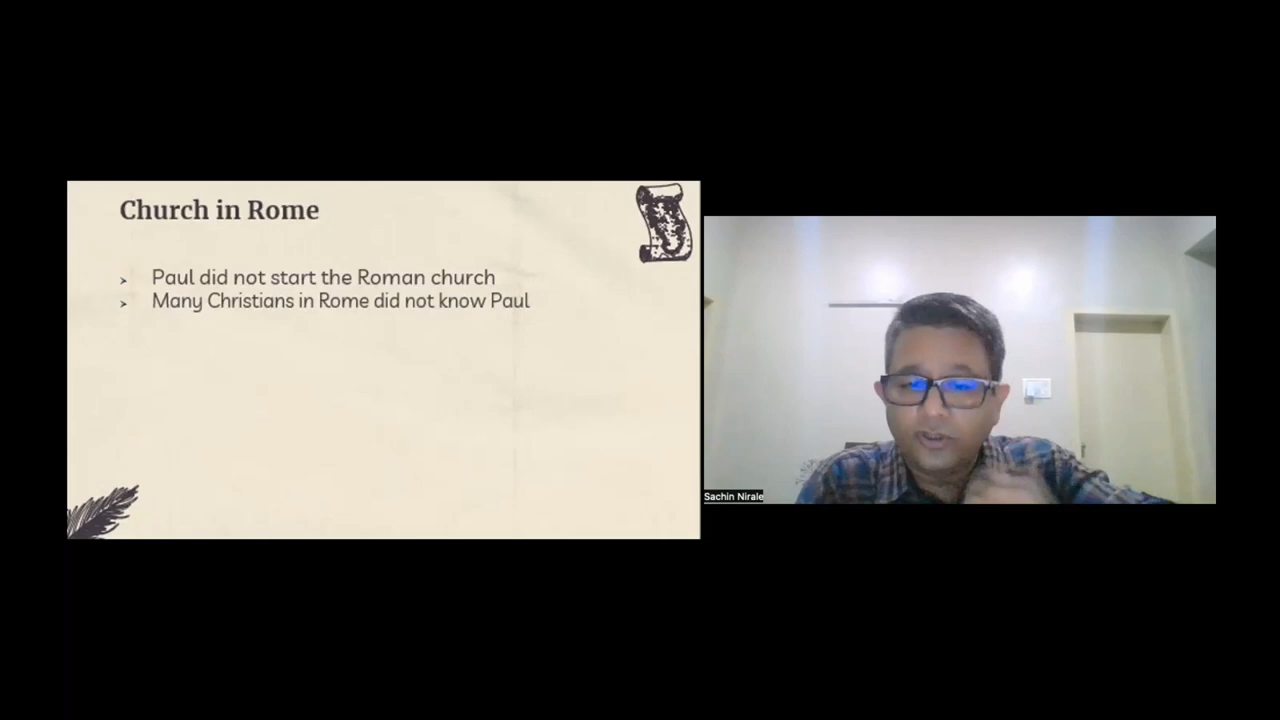 Church in Rome
➢ Paul did not start the Roman church
➢ Many Christians in Rome did not know Paul
Sachin Nirale